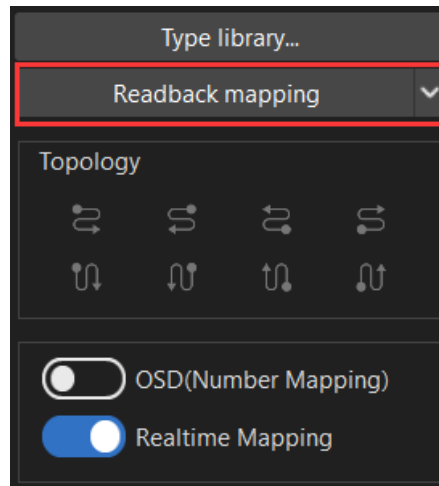 Type library...
Readback mapping
Topology
OSD(Number Mapping)
Realtime Mapping